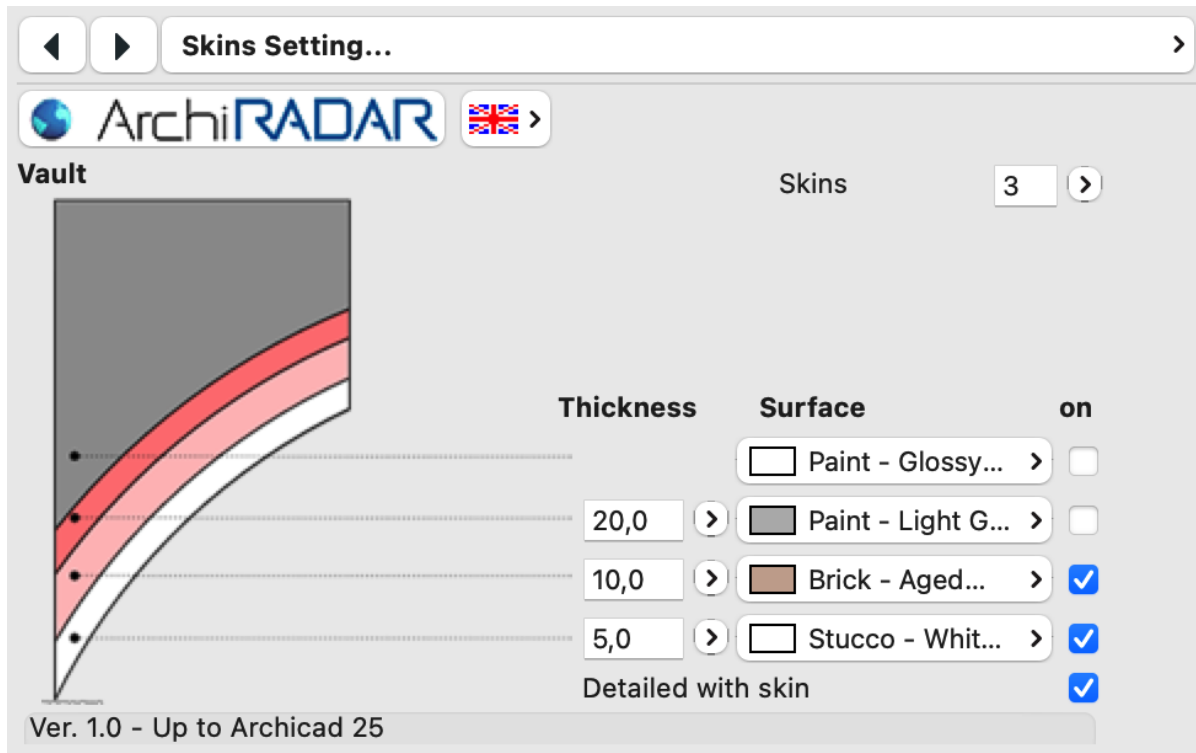 Skins Setting...
ArchiRADAR
Vault
Skins 3
Thickness Surface on
Paint - Glossy...
20,0 Paint - Light G...
10,0 Brick - Aged...
5,0 Stucco - Whit...
Detailed with skin
Ver. 1.0 - Up to Archicad 25